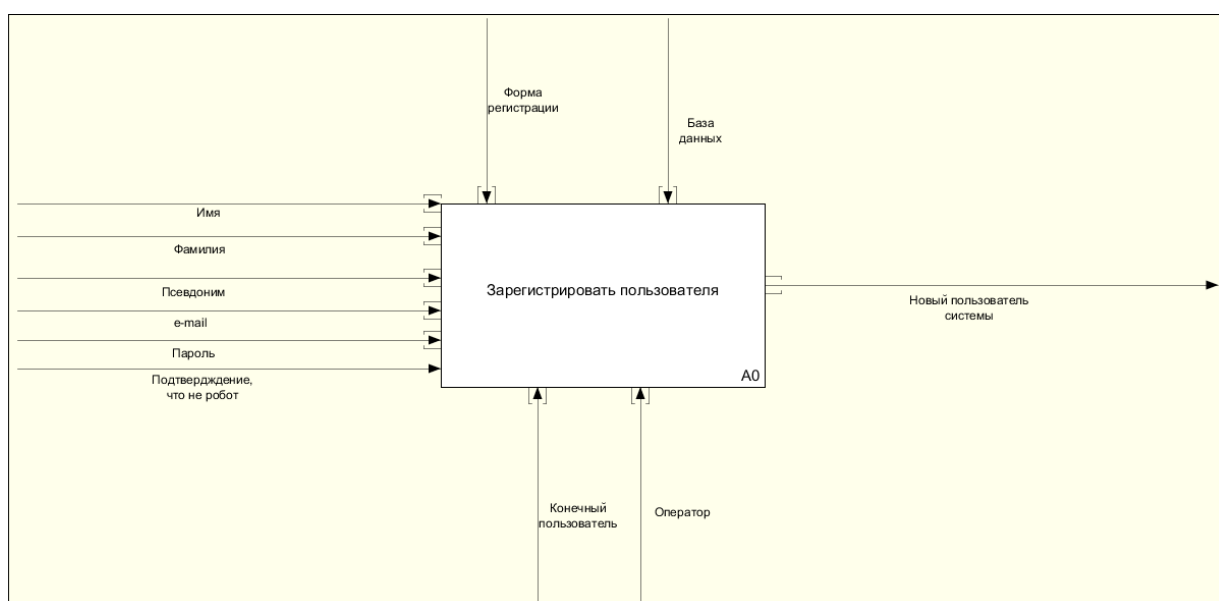 Форма
регистрации
База
данных
Имя
Фамилия
Псевдоним
e-mail
Пароль
Подтвердждение,
что не робот
Зарегистрировать пользователя
A0
Новый пользователь
системы
Конечный
пользователь
Оператор